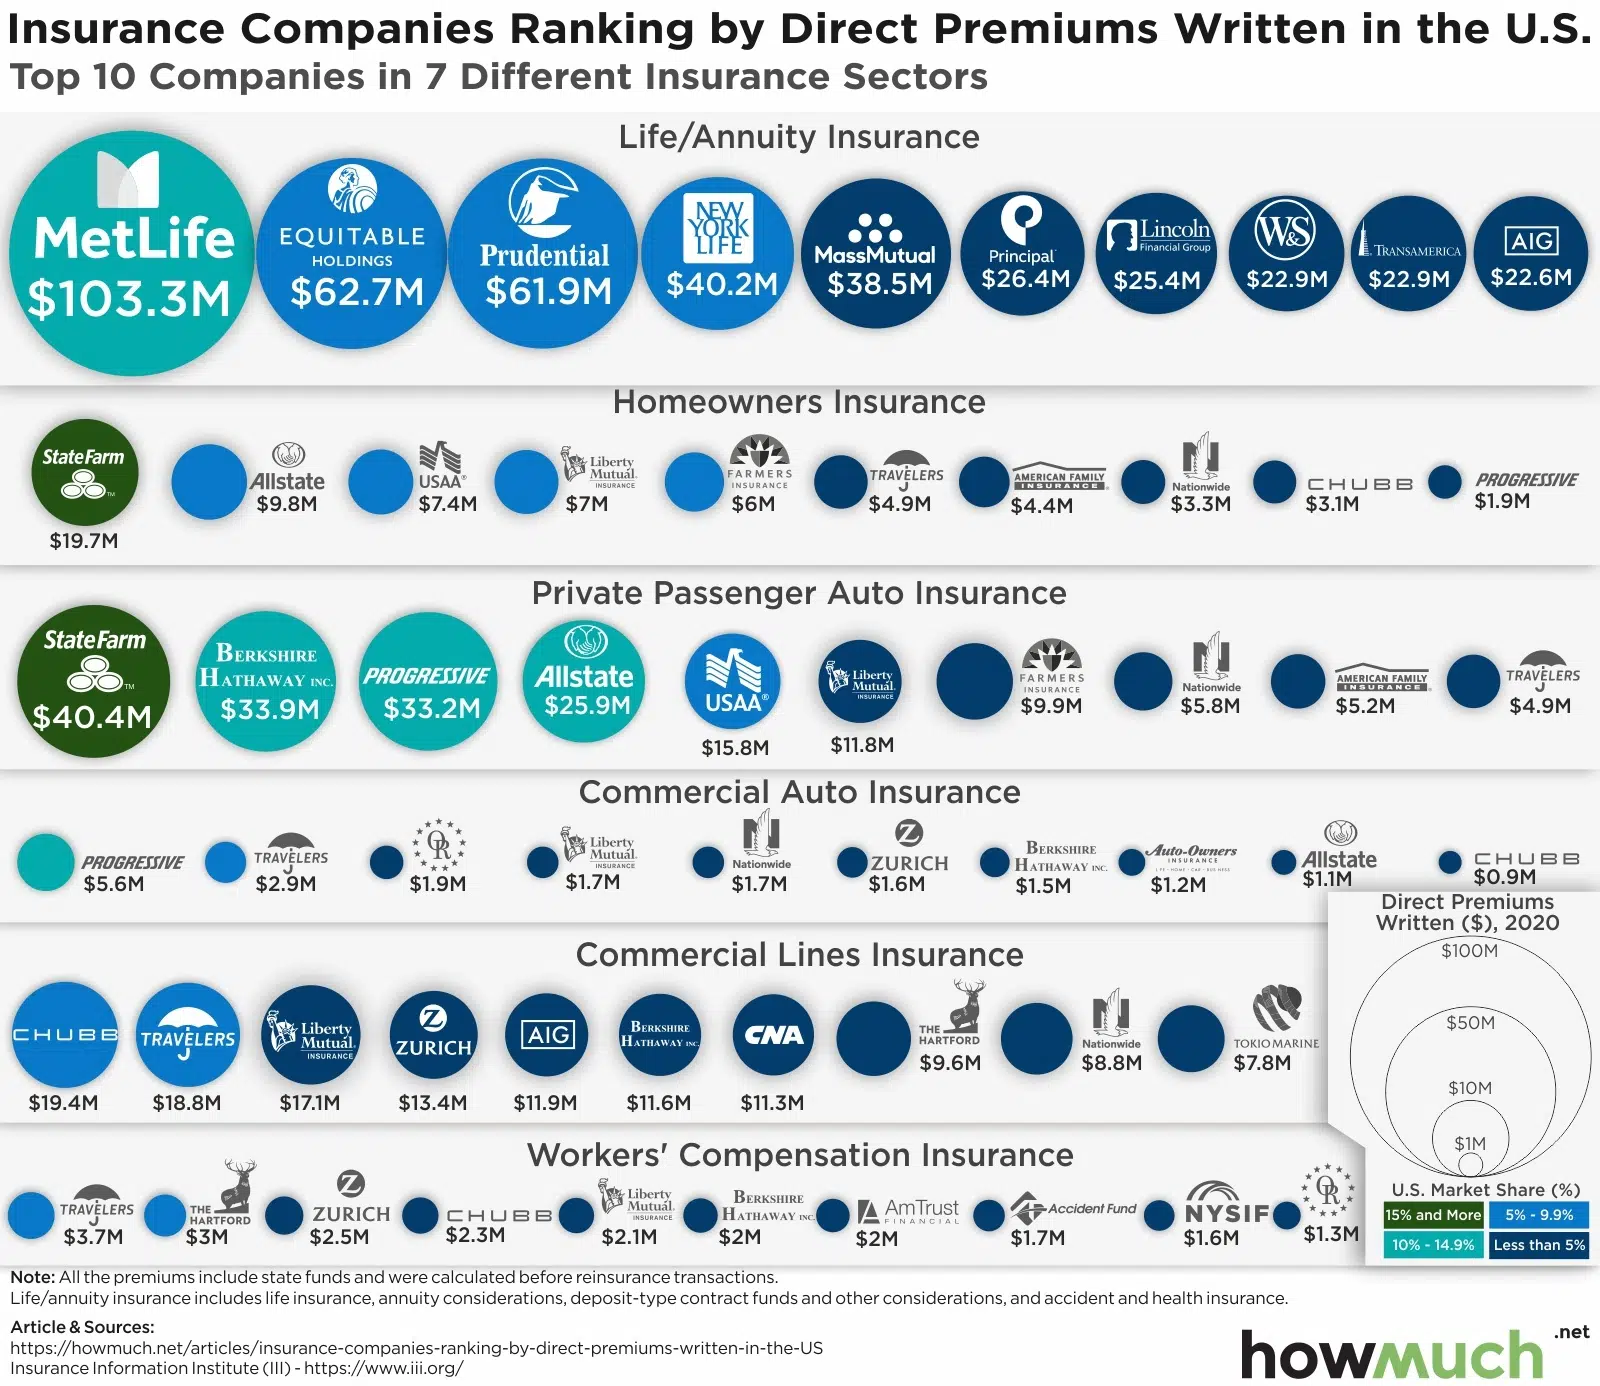 Insurance Companies Ranking by Direct Premiums Written in the U.S.
Top 10 Companies in 7 Different Insurance Sectors
Life/Annuity Insurance
MetLife
$103.3M
EQUITABLE
HOLDINGS
$62.7M
Prudential
$61.9M
NEW
YORK
LIFE
$40.2M
MassMutual
$38.5M
Principal
$26.4M
Lincoln
Financial Group
$25.4M
W&S
$22.9M
TRANSAMERICA
$22.9M
AIG
$22.6M
Homeowners Insurance
StateFarm
TM
$19.7M
Allstate
$9.8M
USAA®
$7.4M
Liberty
Mutual
INSURANCE
$7M
FARMERS
INSURANCE
$6M
TRAVELERS
$4.9M
AMERICAN FAMILY
INSURANCE
$4.4M
Nationwide
$3.3M
CHUBB
$3.1M
PROGRESSIVE
$1.9M
Private Passenger Auto Insurance
StateFarm
TM
$40.4M
BERKSHIRE
HATHAWAY INC.
$33.9M
PROGRESSIVE
$33.2M
Allstate
$25.9M
USAA®
$15.8M
Liberty
Mutual
INSURANCE
$11.8M
FARMERS
INSURANCE
$9.9M
Nationwide
$5.8M
AMERICAN FAMILY
INSURANCE
$5.2M
TRAVELERS
$4.9M
Commercial Auto Insurance
PROGRESSIVE
$5.6M
TRAVELERS
$2.9M
OR
$1.9M
Liberty
Mutual
INSURANCE
$1.7M
Nationwide
$1.7M
Z
ZURICH
$1.6M
BERKSHIRE
HATHAWAY INC.
$1.5M
Auto-Owners
INSURANCE
LIFE • HOME • CAR • BUSINESS
$1.2M
Allstate
$1.1M
CHUBB
$0.9M
Commercial Lines Insurance
CHUBB
$19.4M
TRAVELERS
$18.8M
Liberty
Mutual
INSURANCE
$17.1M
Z
ZURICH
$13.4M
AIG
$11.9M
BERKSHIRE
HATHAWAY INC.
$11.6M
CNA
$11.3M
THE
HARTFORD
$9.6M
Nationwide
$8.8M
TOKIO MARINE
$7.8M
Direct Premiums
Written ($), 2020
$100M
$50M
$10M
$1M
U.S. Market Share (%)
15% and More
5% - 9.9%
10% - 14.9%
Less than 5%
Workers' Compensation Insurance
TRAVELERS
$3.7M
THE
HARTFORD
$3M
Z
ZURICH
$2.5M
CHUBB
$2.3M
Liberty
Mutual
INSURANCE
$2.1M
BERKSHIRE
HATHAWAY INC.
$2M
AmTrust
FINANCIAL
$2M
Accident Fund
$1.7M
NYSIF
$1.6M
OR
$1.3M
Note: All the premiums include state funds and were calculated before reinsurance transactions.
Life/annuity insurance includes life insurance, annuity considerations, deposit-type contract funds and other considerations, and accident and health insurance.
Article & Sources:
https://howmuch.net/articles/insurance-companies-ranking-by-direct-premiums-written-in-the-US
Insurance Information Institute (III) - https://www.iii.org/
howmuch.net